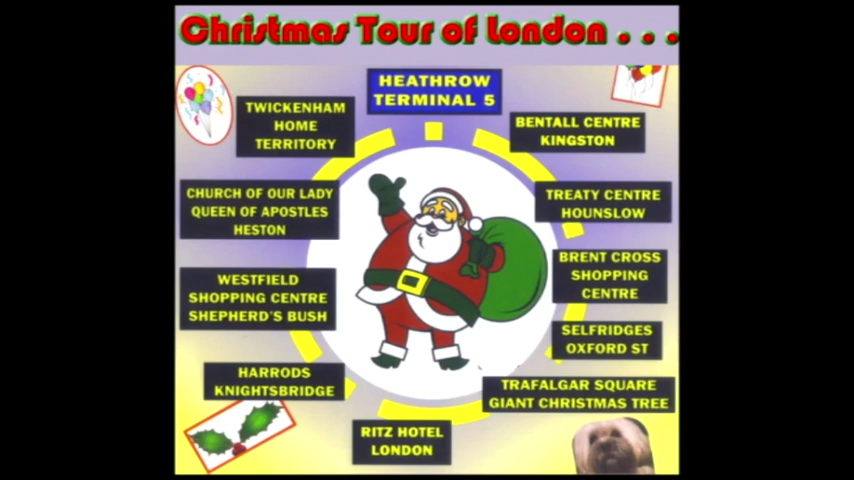 Christmas Tour of London . . .
HEATHROW
TERMINAL 5
TWICKENHAM
HOME
TERRITORY
BENTALL CENTRE
KINGSTON
CHURCH OF OUR LADY
QUEEN OF APOSTLES
HESTON
TREATY CENTRE
HOUNSLOW
WESTFIELD
SHOPPING CENTRE
SHEPHERD'S BUSH
BRENT CROSS
SHOPPING
CENTRE
SELFRIDGES
OXFORD ST
HARRODS
KNIGHTSBRIDGE
TRAFALGAR SQUARE
GIANT CHRISTMAS TREE
RITZ HOTEL
LONDON